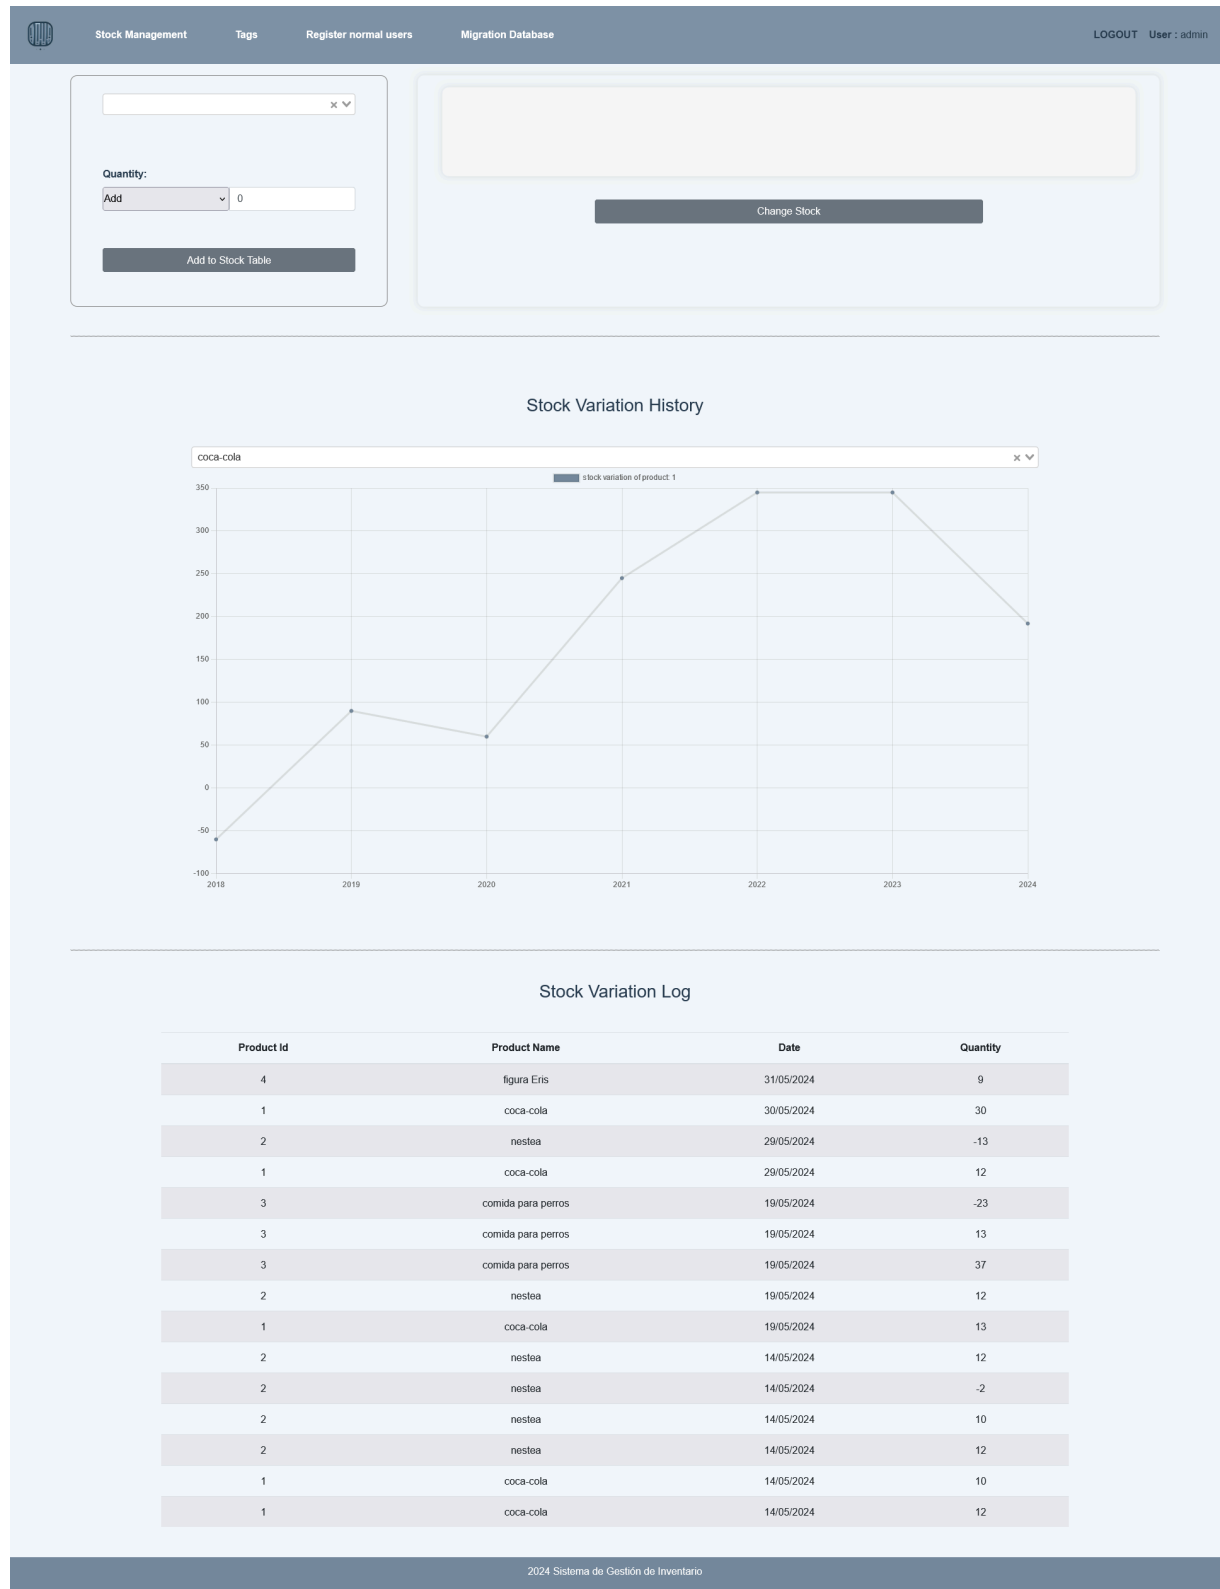 Stock Management Tags Register normal users Migration Database LOGOUT User : admin
Quantity:
Add 0
Add to Stock Table
Change Stock
Stock Variation History
coca-cola
stock variation of product: 1
350
300
250
200
150
100
50
0
-50
-100
2018 2019 2020 2021 2022 2023 2024
Stock Variation Log
Product Id Product Name Date Quantity
4 figura Eris 31/05/2024 9
1 coca-cola 30/05/2024 30
2 nestea 29/05/2024 -13
1 coca-cola 29/05/2024 12
3 comida para perros 19/05/2024 -23
3 comida para perros 19/05/2024 13
3 comida para perros 19/05/2024 37
2 nestea 19/05/2024 12
1 coca-cola 19/05/2024 13
2 nestea 14/05/2024 12
2 nestea 14/05/2024 -2
2 nestea 14/05/2024 10
2 nestea 14/05/2024 12
1 coca-cola 14/05/2024 10
1 coca-cola 14/05/2024 12
2024 Sistema de Gestión de Inventario